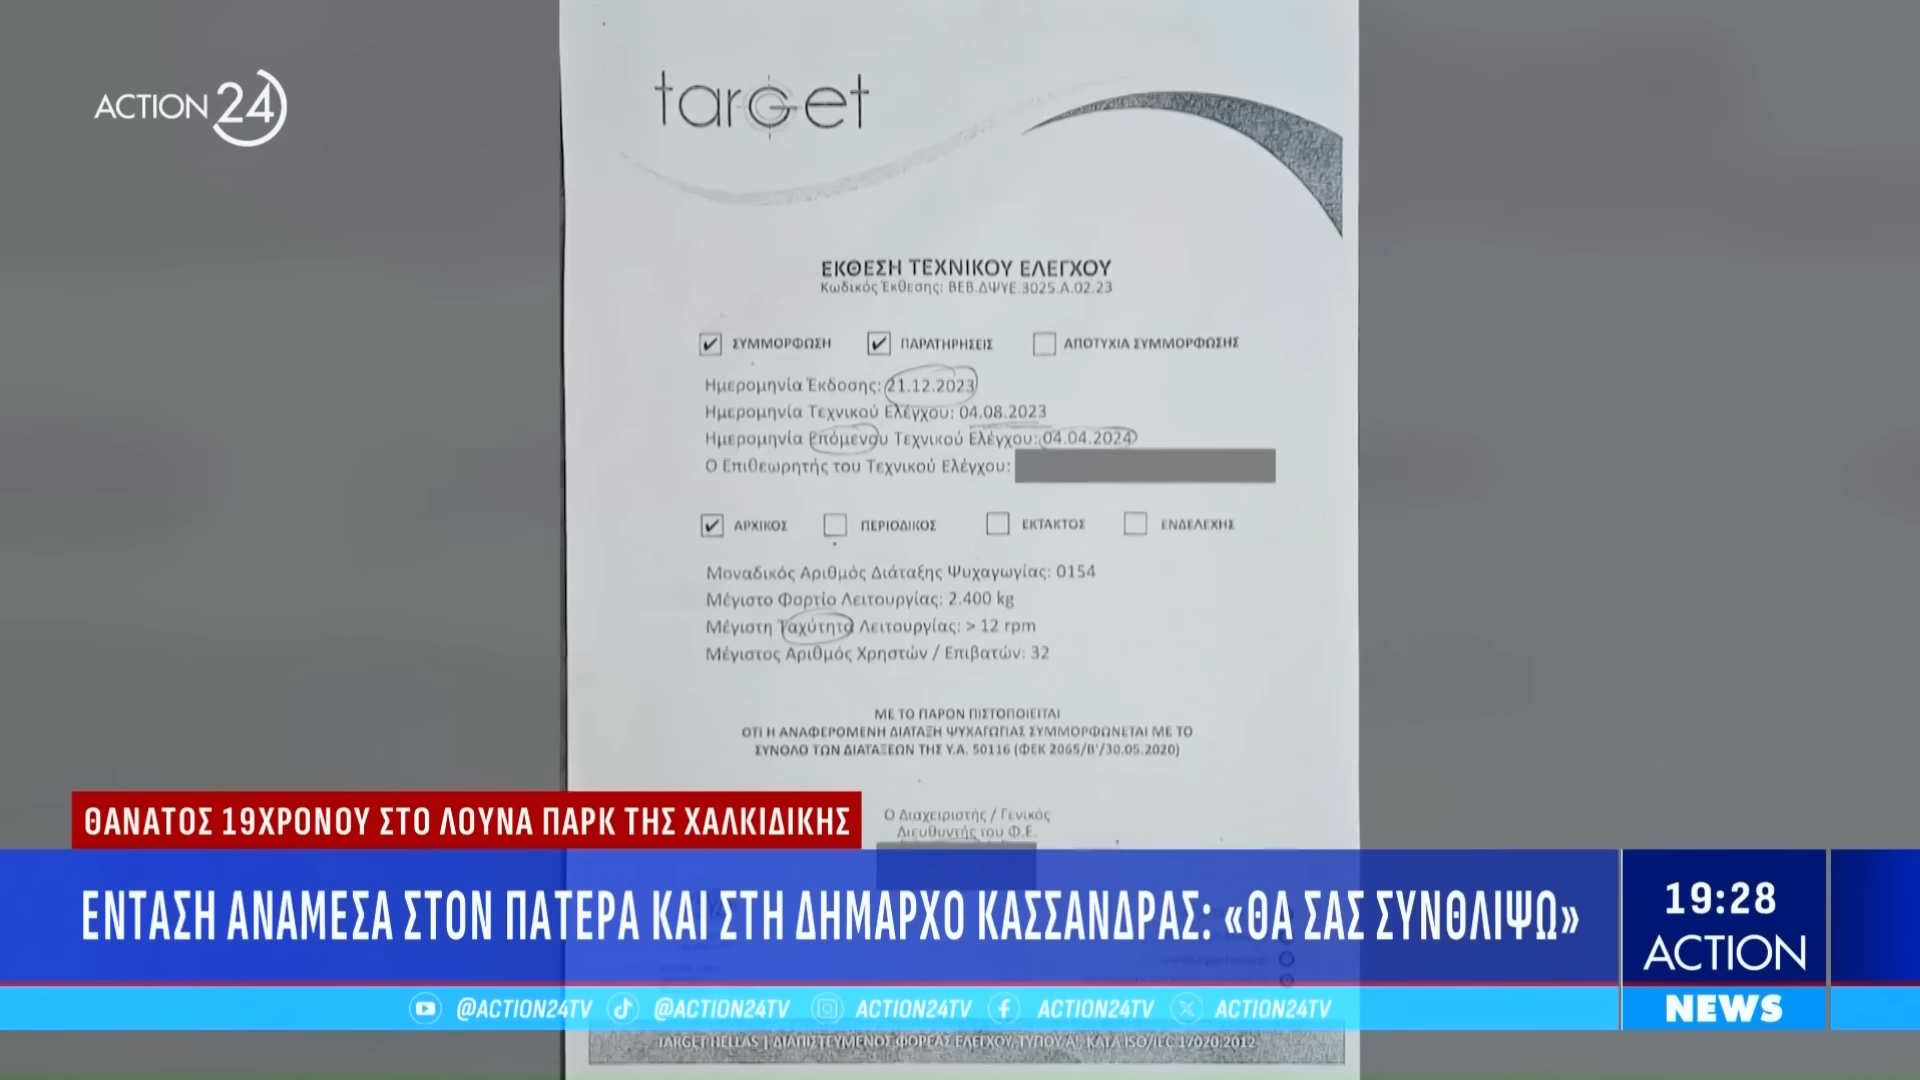 ACTION 24
target
ΕΚΘΕΣΗ ΤΕΧΝΙΚΟΥ ΕΛΕΓΧΟΥ
Κωδικός Έκθεσης: ΒΕΒ.ΔΨΥΕ.3025.Α.02.23
ΣΥΜΜΟΡΦΩΣΗ ΠΑΡΑΤΗΡΗΣΕΙΣ ΑΠΟΤΥΧΙΑ ΣΥΜΜΟΡΦΩΣΗΣ
Ημερομηνία Έκδοσης: 21.12.2023
Ημερομηνία Τεχνικού Ελέγχου: 04.08.2023
Ημερομηνία Επόμενου Τεχνικού Ελέγχου: 04.04.2024
Ο Επιθεωρητής του Τεχνικού Ελέγχου:
ΑΡΧΙΚΟΣ ΠΕΡΙΟΔΙΚΟΣ ΕΚΤΑΚΤΟΣ ΕΝΔΕΛΕΧΗΣ
Μοναδικός Αριθμός Διάταξης Ψυχαγωγίας: 0154
Μέγιστο Φορτίο Λειτουργίας: 2.400 kg
Μέγιστη Ταχύτητα Λειτουργίας: > 12 rpm
Μέγιστος Αριθμός Χρηστών / Επιβατών: 32
ΜΕ ΤΟ ΠΑΡΟΝ ΠΙΣΤΟΠΟΙΕΙΤΑΙ
ΟΤΙ Η ΑΝΑΦΕΡΟΜΕΝΗ ΔΙΑΤΑΞΗ ΨΥΧΑΓΩΓΙΑΣ ΣΥΜΜΟΡΦΩΝΕΤΑΙ ΜΕ ΤΟ
ΣΥΝΟΛΟ ΤΩΝ ΔΙΑΤΑΞΕΩΝ ΤΗΣ Υ.Α. 50116 (ΦΕΚ 2065/Β'/30.05.2020)
Ο Διαχειριστής / Γενικός
Διευθυντής του Φ.Ε.
ΘΑΝΑΤΟΣ 19ΧΡΟΝΟΥ ΣΤΟ ΛΟΥΝΑ ΠΑΡΚ ΤΗΣ ΧΑΛΚΙΔΙΚΗΣ
ΕΝΤΑΣΗ ΑΝΑΜΕΣΑ ΣΤΟΝ ΠΑΤΕΡΑ ΚΑΙ ΣΤΗ ΔΗΜΑΡΧΟ ΚΑΣΣΑΝΔΡΑΣ: «ΘΑ ΣΑΣ ΣΥΝΘΛΙΨΩ»
19:28
ACTION
NEWS
@ACTION24TV @ACTION24TV ACTION24TV ACTION24TV ACTION24TV
TARGET HELLAS | ΔΙΑΠΙΣΤΕΥΜΕΝΟΣ ΦΟΡΕΑΣ ΕΛΕΓΧΟΥ, ΤΥΠΟΥ Α', ΚΑΤΑ ISO/IEC 17020:2012